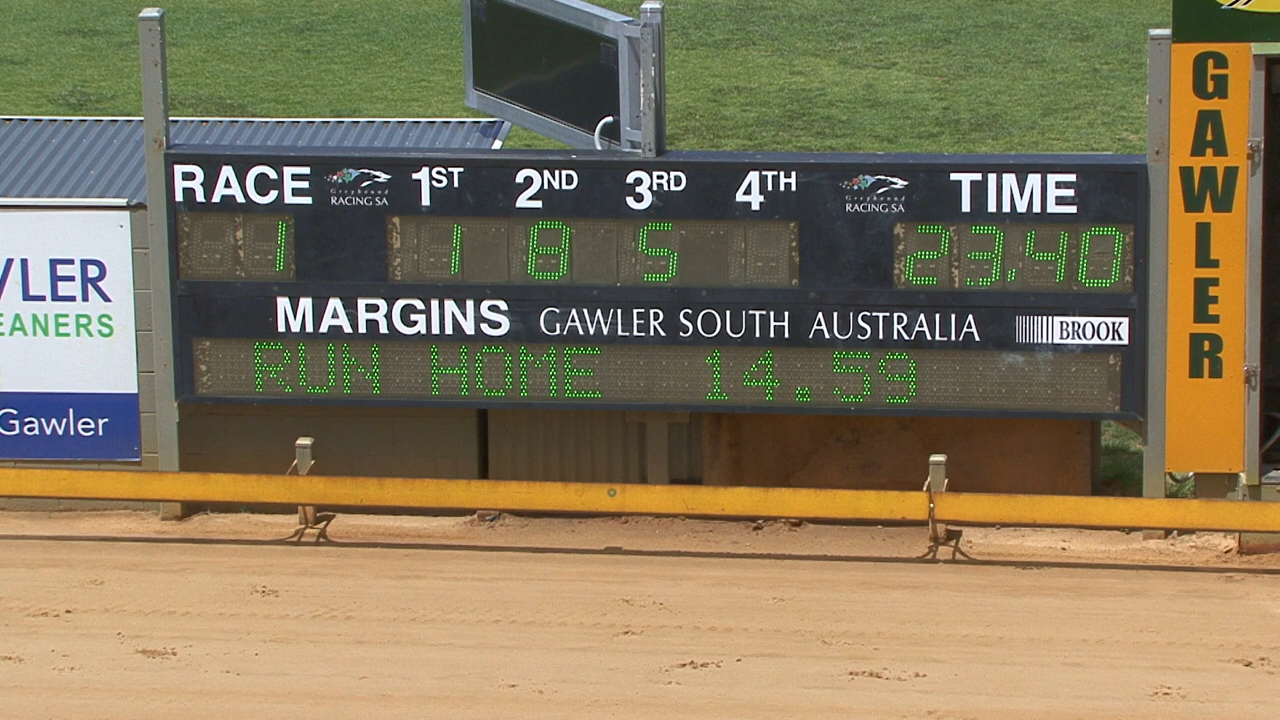 RACE Greyhound RACING SA 1ST 2ND 3RD 4TH Greyhound RACING SA TIME
1 1 8 5 23.40
MARGINS GAWLER SOUTH AUSTRALIA BROOK
RUN HOME 14.59
GAWLER
VLER
EANERS
Gawler